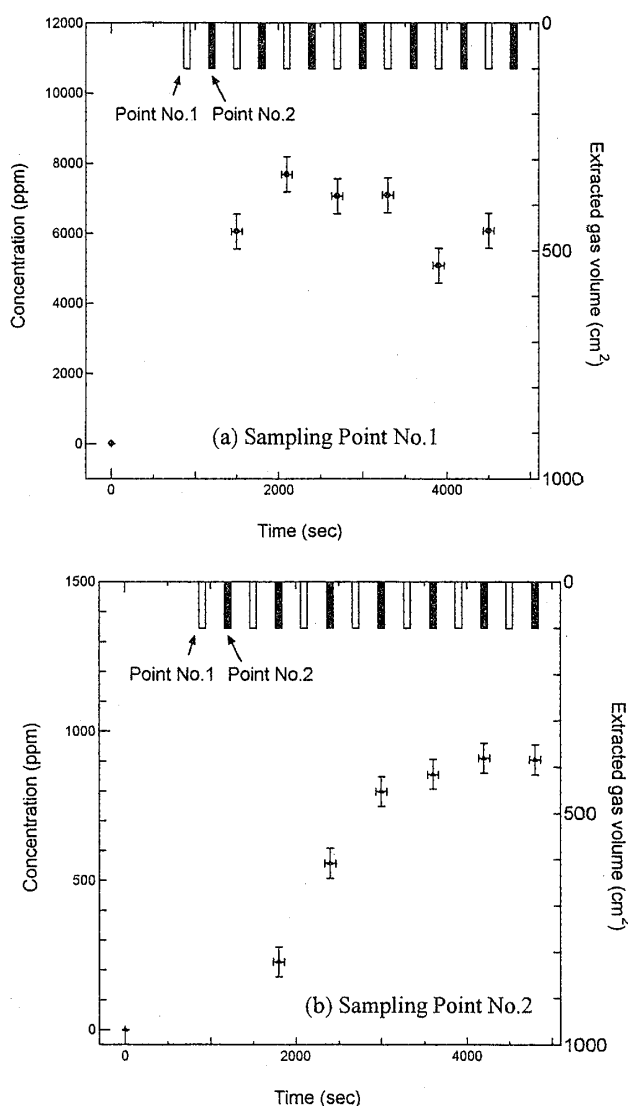 12000
10000
8000
6000
4000
2000
0
Concentration (ppm)
Point No.1
Point No.2
0
500
1000
Extracted gas volume (cm²)
(a) Sampling Point No.1
0
2000
4000
Time (sec)
1500
1000
500
0
Concentration (ppm)
Point No.1
Point No.2
0
500
1000
Extracted gas volume (cm²)
(b) Sampling Point No.2
0
2000
4000
Time (sec)